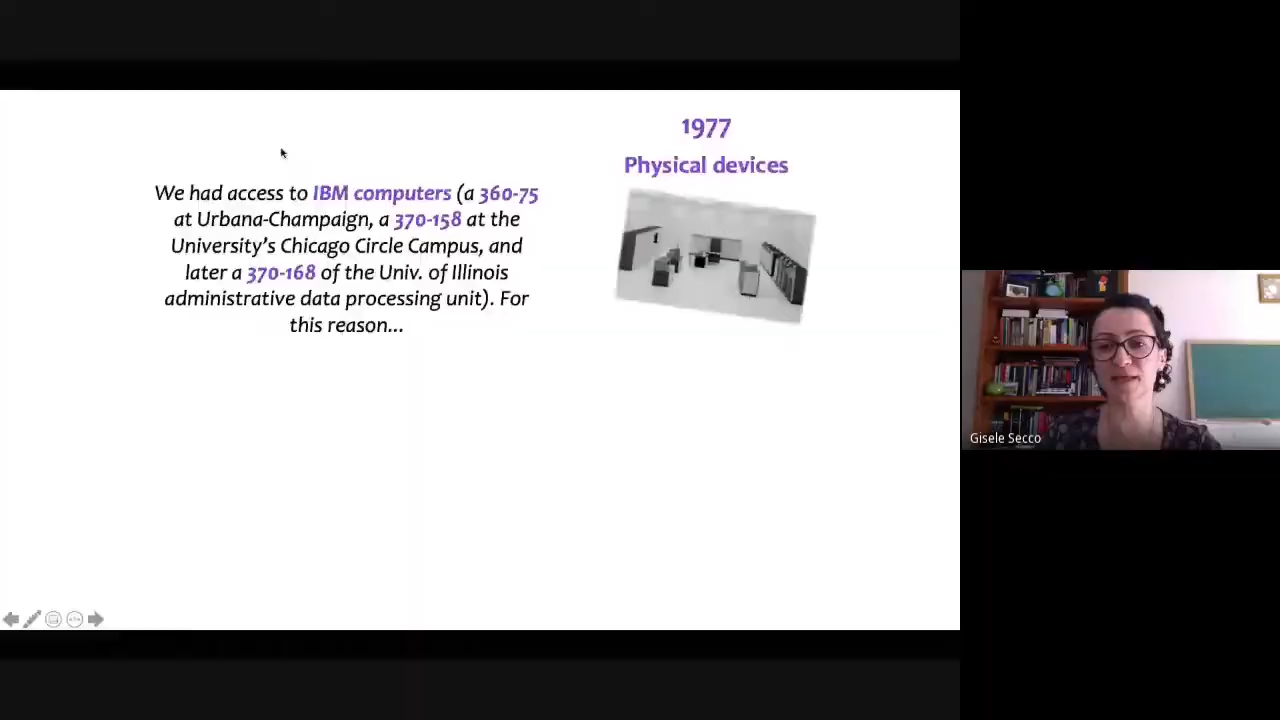 1977
Physical devices
We had access to IBM computers (a 360-75
at Urbana-Champaign, a 370-158 at the
University's Chicago Circle Campus, and
later a 370-168 of the Univ. of Illinois
administrative data processing unit). For
this reason...
Gisele Secco